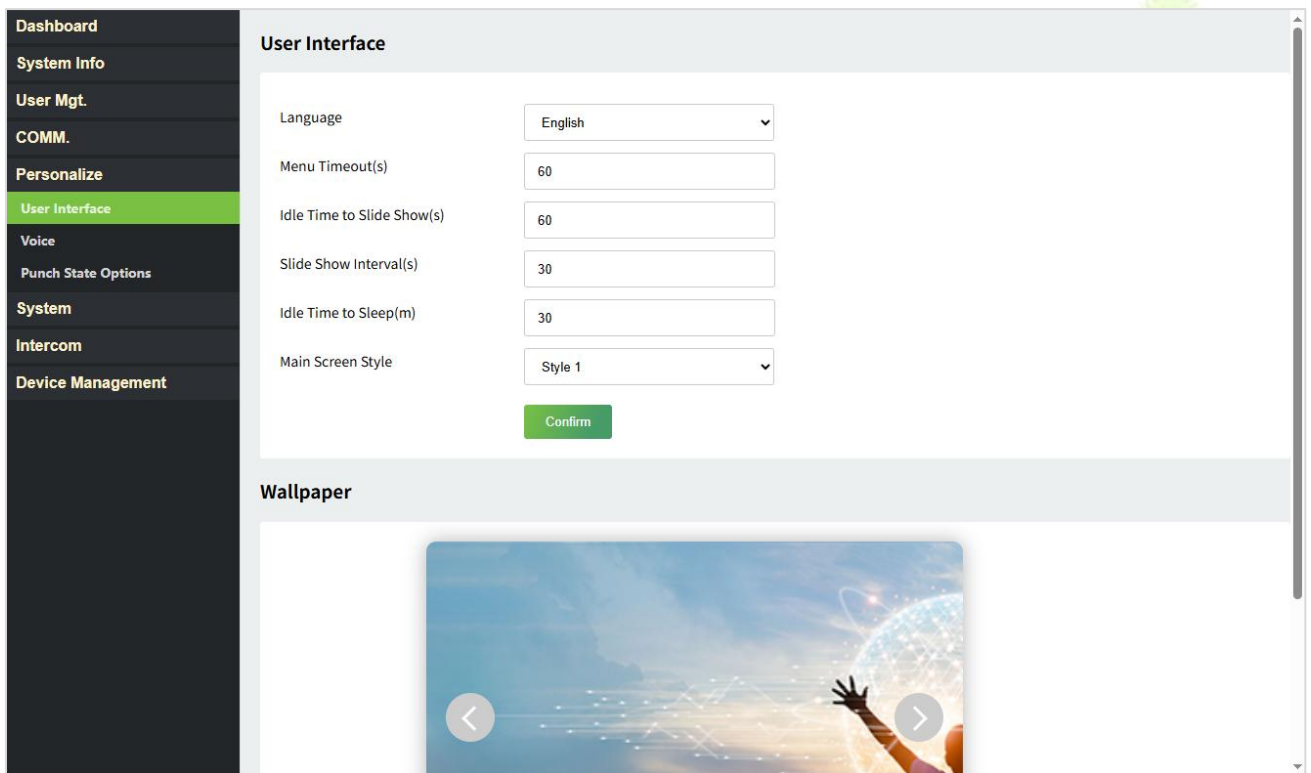 Dashboard
System Info
User Mgt.
COMM.
Personalize
User Interface
Voice
Punch State Options
System
Intercom
Device Management
User Interface
Language English
Menu Timeout(s) 60
Idle Time to Slide Show(s) 60
Slide Show Interval(s) 30
Idle Time to Sleep(m) 30
Main Screen Style Style 1
Confirm
Wallpaper